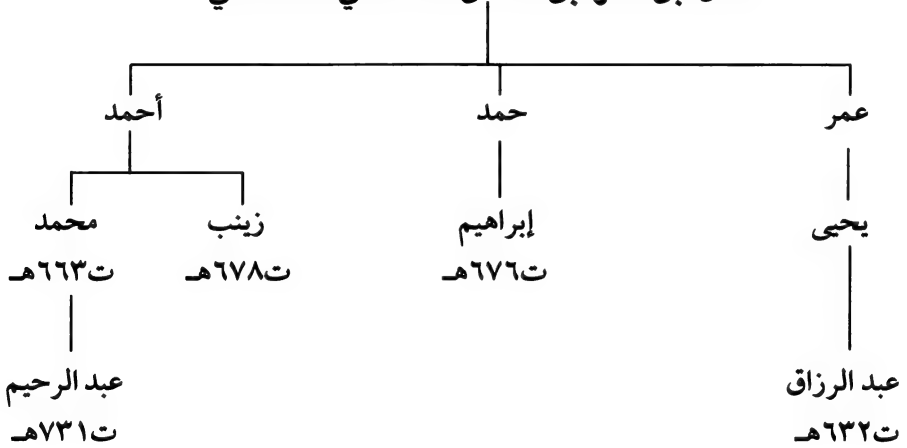 عمر حمد أحمد
يحيى إبراهيم زينب محمد
ت٦٧٦هـ ت٦٧٨هـ ت٦٦٣هـ
عبد الرزاق عبد الرحيم
ت٦٣٢هـ ت٧٣١هـ